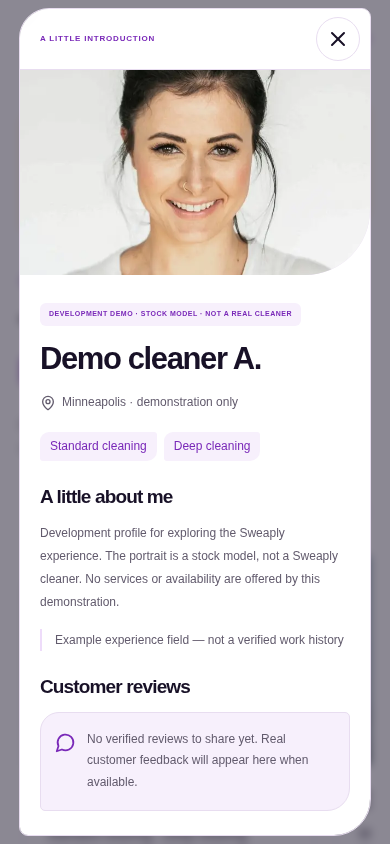 A LITTLE INTRODUCTION
DEVELOPMENT DEMO · STOCK MODEL · NOT A REAL CLEANER
Demo cleaner A.
Minneapolis · demonstration only
Standard cleaning Deep cleaning
A little about me
Development profile for exploring the Sweaply
experience. The portrait is a stock model, not a Sweaply
cleaner. No services or availability are offered by this
demonstration.
Example experience field — not a verified work history
Customer reviews
No verified reviews to share yet. Real
customer feedback will appear here when
available.